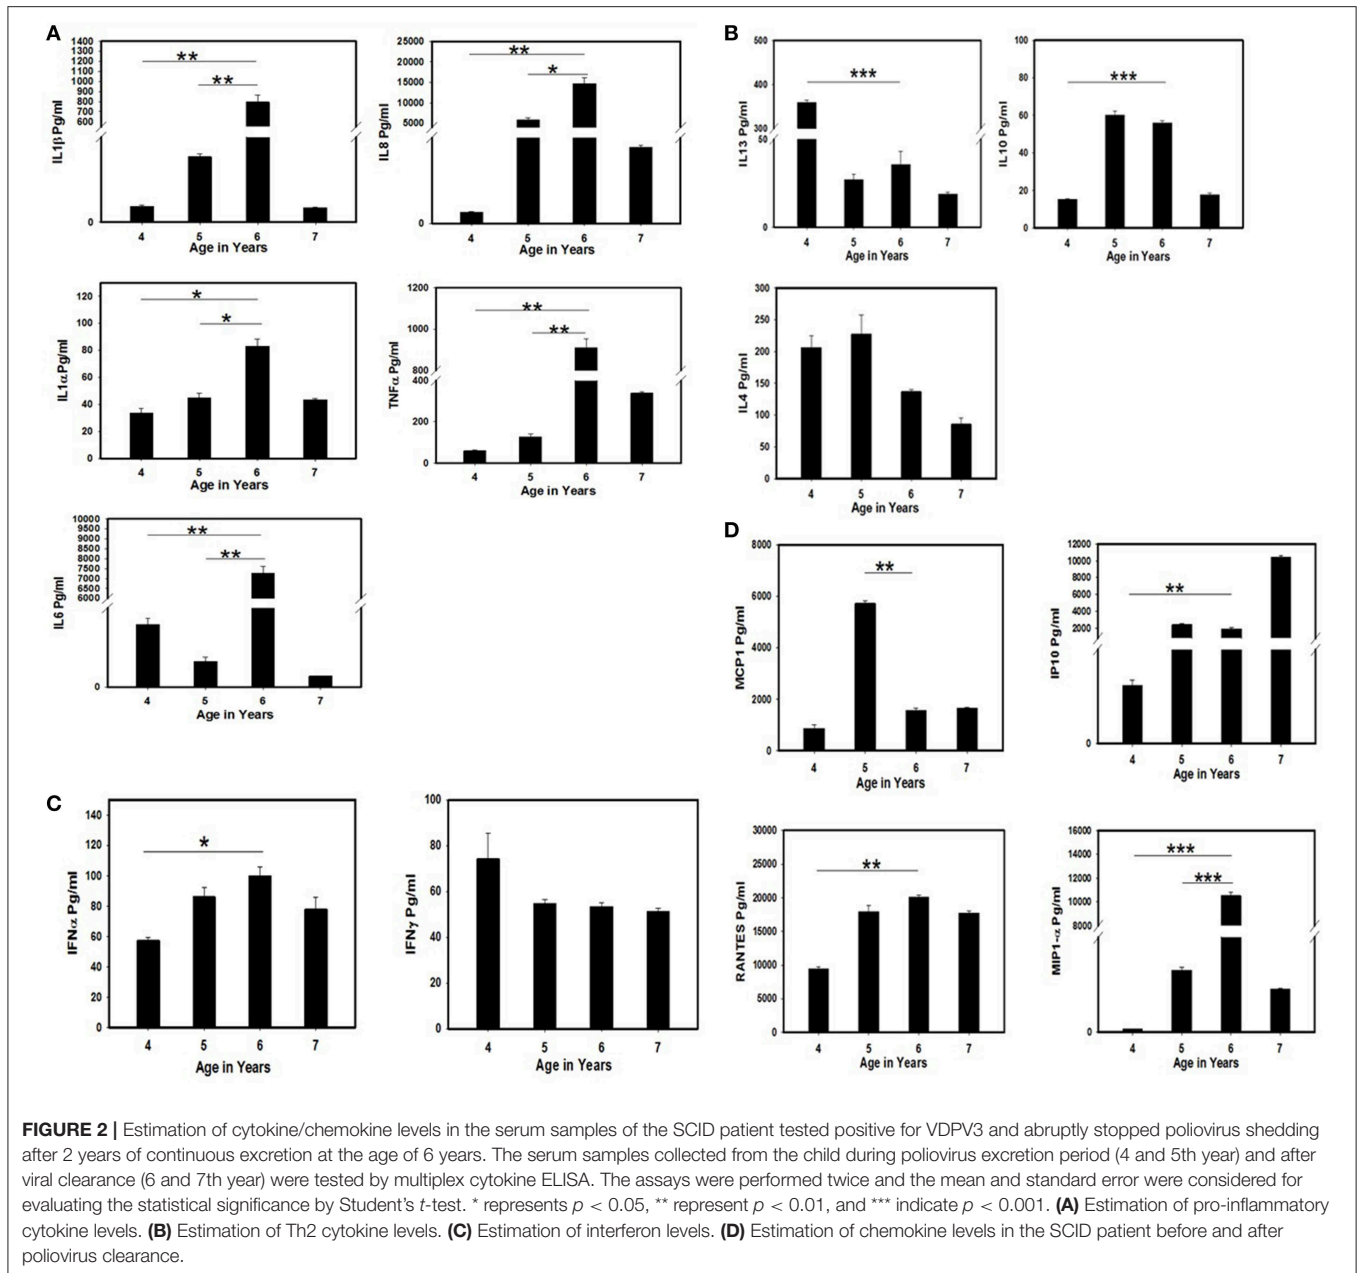 A
1400
1300
1200
1100
1000
900
800
700
600
0
IL1β Pg/ml
**
**
4 5 6 7
Age in Years
25000
20000
15000
10000
5000
0
IL8 Pg/ml
**
*
4 5 6 7
Age in Years
120
100
80
60
40
20
0
IL1α Pg/ml
*
*
4 5 6 7
Age in Years
1200
1000
800
400
200
0
TNFα Pg/ml
**
**
4 5 6 7
Age in Years
10000
9500
9000
8500
8000
7500
7000
6500
6000
0
IL6 Pg/ml
**
**
4 5 6 7
Age in Years
B
500
400
300
50
0
IL13 Pg/ml
***
4 5 6 7
Age in Years
100
80
60
40
20
0
IL10 Pg/ml
***
4 5 6 7
Age in Years
300
250
200
150
100
50
0
IL4 Pg/ml
4 5 6 7
Age in Years
C
140
120
100
80
60
40
20
0
IFNα Pg/ml
*
4 5 6 7
Age in Years
100
80
60
40
20
0
IFNγ Pg/ml
4 5 6 7
Age in Years
D
8000
6000
4000
2000
0
MCP1 Pg/ml
**
4 5 6 7
Age in Years
12000
10000
8000
6000
4000
2000
0
IP10 Pg/ml
**
4 5 6 7
Age in Years
30000
25000
20000
15000
10000
5000
0
RANTES Pg/ml
**
4 5 6 7
Age in Years
16000
14000
12000
10000
8000
0
MIP1-α Pg/ml
***
***
4 5 6 7
Age in Years
FIGURE 2 | Estimation of cytokine/chemokine levels in the serum samples of the SCID patient tested positive for VDPV3 and abruptly stopped poliovirus shedding
after 2 years of continuous excretion at the age of 6 years. The serum samples collected from the child during poliovirus excretion period (4 and 5th year) and after
viral clearance (6 and 7th year) were tested by multiplex cytokine ELISA. The assays were performed twice and the mean and standard error were considered for
evaluating the statistical significance by Student's t-test. * represents p < 0.05, ** represent p < 0.01, and *** indicate p < 0.001. (A) Estimation of pro-inflammatory
cytokine levels. (B) Estimation of Th2 cytokine levels. (C) Estimation of interferon levels. (D) Estimation of chemokine levels in the SCID patient before and after
poliovirus clearance.